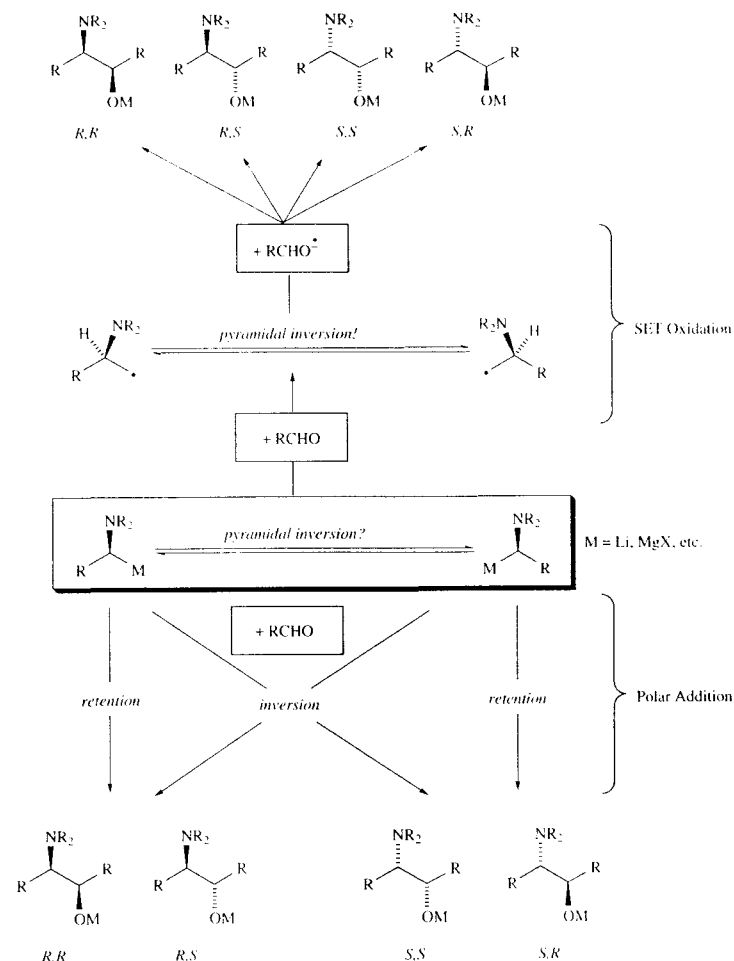 NR2 NR2 NR2 NR2
R R R R R R R R
OM OM OM OM
R,R R,S S,S S,R
+ RCHO•−
H NR2 pyramidal inversion! R2N H
R • • R
SET Oxidation
+ RCHO
NR2 pyramidal inversion? NR2
R M M R
M = Li, MgX, etc.
+ RCHO
retention inversion retention
Polar Addition
NR2 NR2 NR2 NR2
R R R R R R R R
OM OM OM OM
R,R R,S S,S S,R